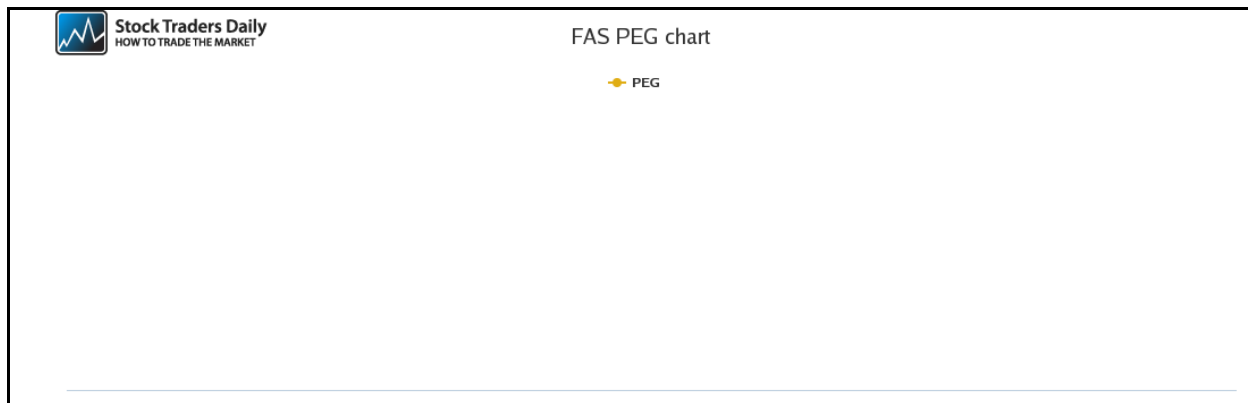 Stock Traders Daily
HOW TO TRADE THE MARKET
FAS PEG chart
PEG